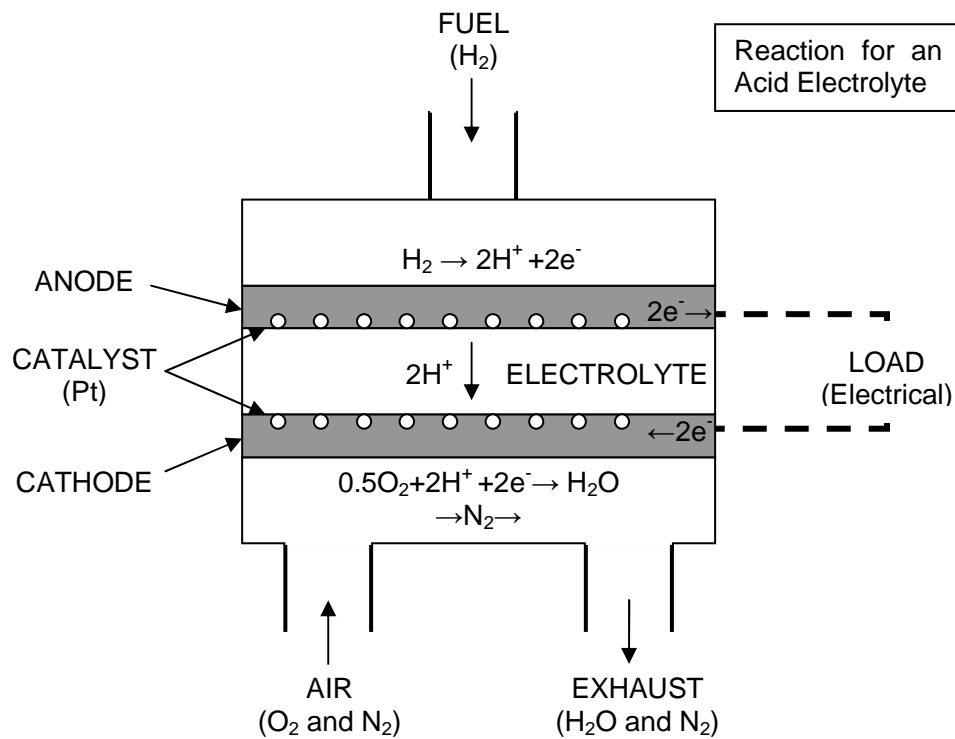 FUEL
(H₂)
Reaction for an
Acid Electrolyte
H₂ → 2H⁺ +2e⁻
ANODE
2e⁻→
CATALYST
(Pt)
2H⁺
ELECTROLYTE
LOAD
(Electrical)
←2e⁻
CATHODE
0.5O₂+2H⁺ +2e⁻→ H₂O
→N₂→
AIR
(O₂ and N₂)
EXHAUST
(H₂O and N₂)